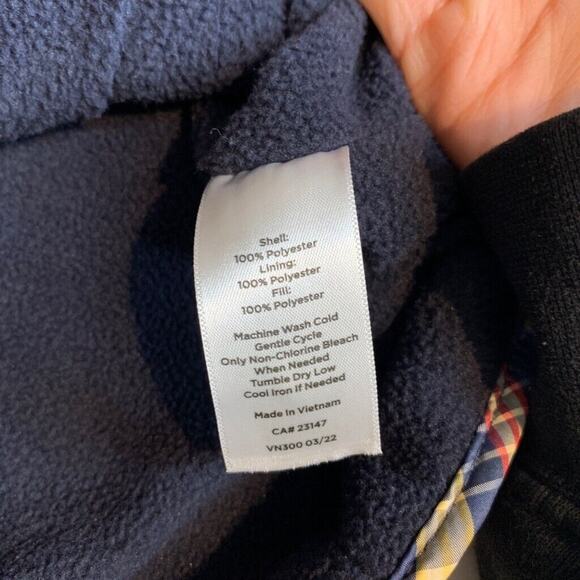 Shell:
100% Polyester
Lining:
100% Polyester
Fill:
100% Polyester
Machine Wash Cold
Gentle Cycle
Only Non-Chlorine Bleach
When Needed
Tumble Dry Low
Cool Iron If Needed
Made In Vietnam
CA# 23147
VN300 03/22